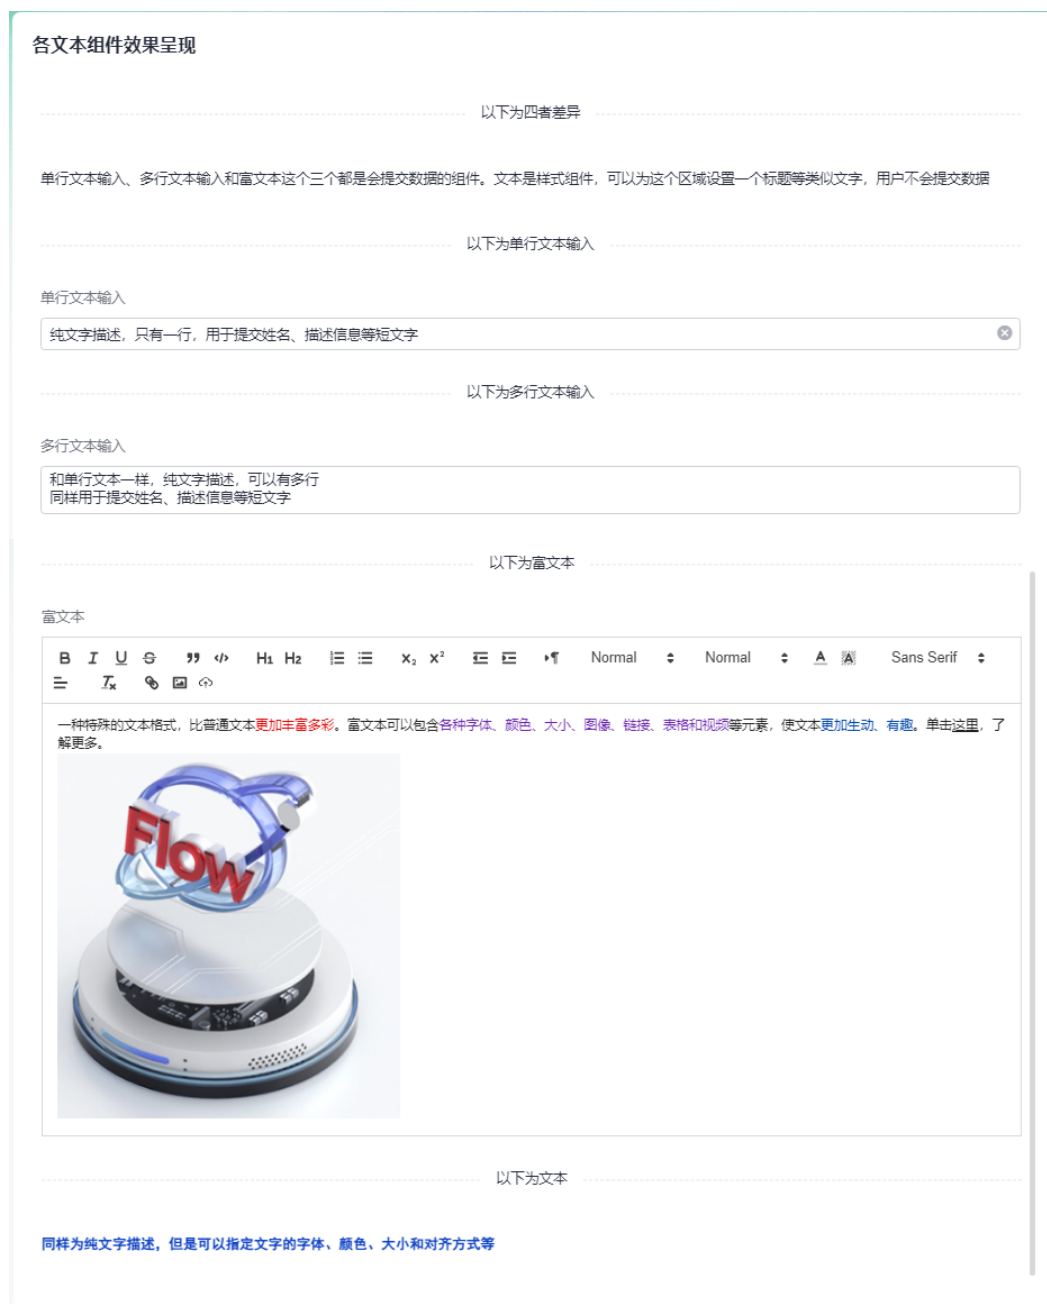 各文本组件效果呈现
以下为四者差异
单行文本输入、多行文本输入和富文本这个三个都是会提交数据的组件。文本是样式组件，可以为这个区域设置一个标题等类似文字，用户不会提交数据
以下为单行文本输入
单行文本输入
纯文字描述，只有一行，用于提交姓名、描述信息等短文字
以下为多行文本输入
多行文本输入
和单行文本一样，纯文字描述，可以有多行
同样用于提交姓名、描述信息等短文字
以下为富文本
富文本
B I U S H1 H2 X₂ X² Normal Normal A A Sans Serif
一种特殊的文本格式，比普通文本更加丰富多彩。富文本可以包含各种字体、颜色、大小、图像、链接、表格和视频等元素，使文本更加生动、有趣。单击这里，了
解更多。
Flow
以下为文本
同样为纯文字描述，但是可以指定文字的字体、颜色、大小和对齐方式等